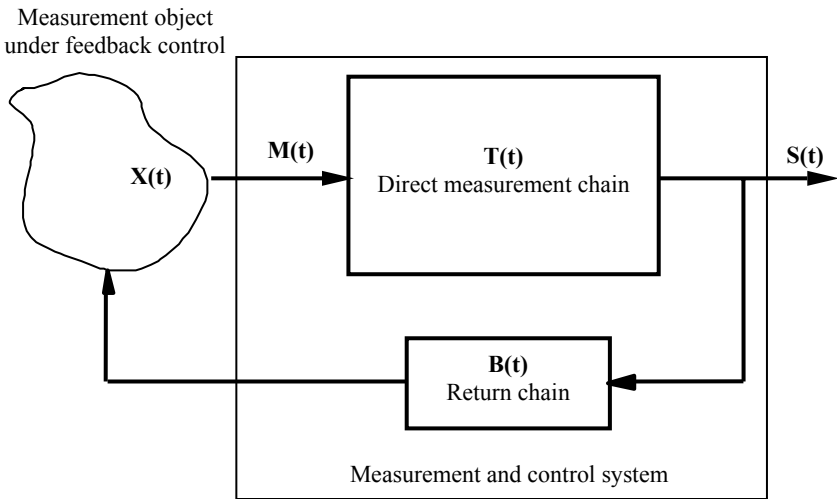 Measurement object
under feedback control
M(t)
T(t)
S(t)
X(t)
Direct measurement chain
B(t)
Return chain
Measurement and control system